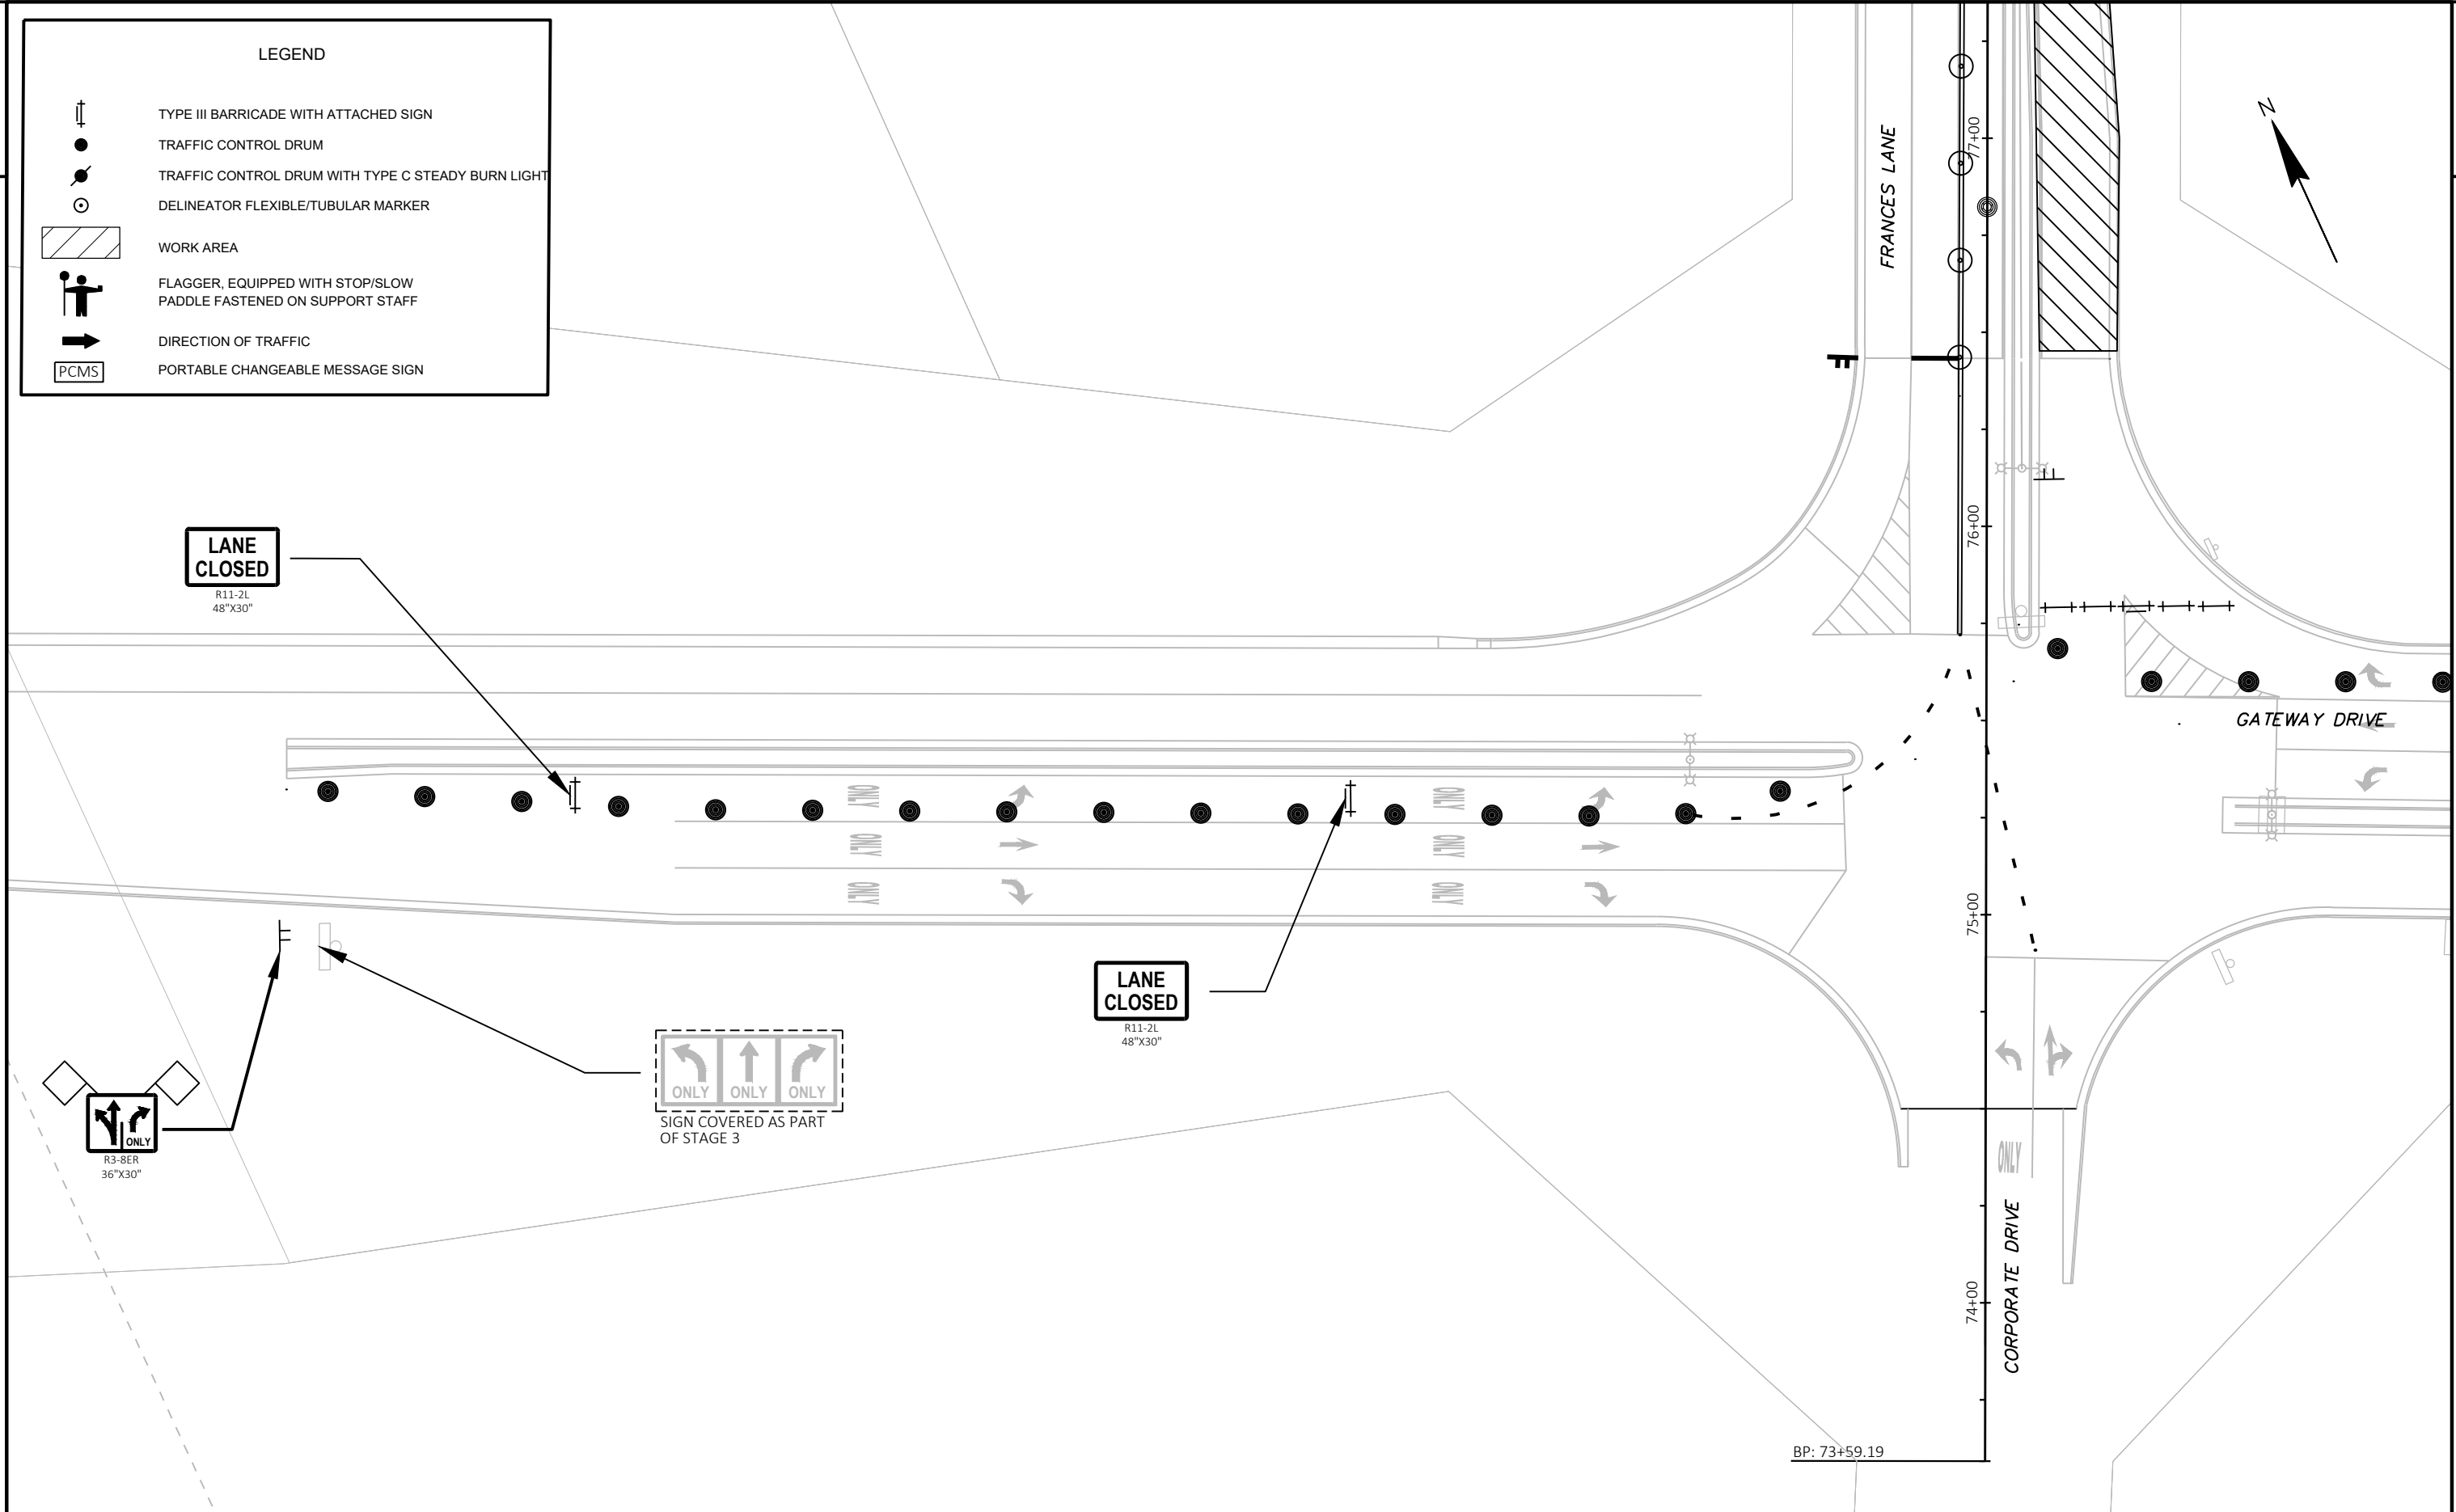 LEGEND
TYPE III BARRICADE WITH ATTACHED SIGN
TRAFFIC CONTROL DRUM
TRAFFIC CONTROL DRUM WITH TYPE C STEADY BURN LIGHT
DELINEATOR FLEXIBLE/TUBULAR MARKER
WORK AREA
FLAGGER, EQUIPPED WITH STOP/SLOW
PADDLE FASTENED ON SUPPORT STAFF
DIRECTION OF TRAFFIC
PCMS PORTABLE CHANGEABLE MESSAGE SIGN
N
77+00
FRANCES LANE
76+00
LANE
CLOSED
R11-2L
48"X30"
GATEWAY DRIVE
ONLY
ONLY
ONLY
ONLY
ONLY
ONLY
75+00
LANE
CLOSED
R11-2L
48"X30"
ONLY ONLY ONLY
SIGN COVERED AS PART
OF STAGE 3
ONLY
R3-8ER
36"X30"
ONLY
CORPORATE DRIVE
74+00
BP: 73+59.19